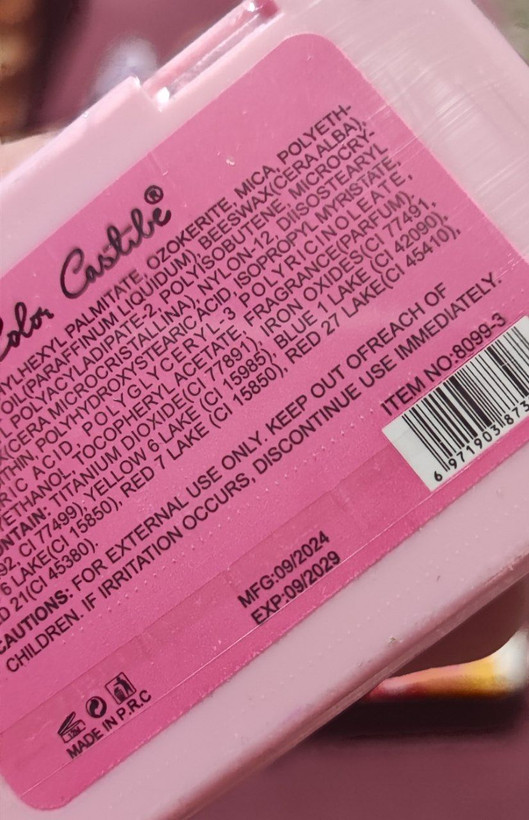 Color Castibe®
YLHEXYL PALMITATE, OZOKERITE, MICA, POLYETH-
OIL(PARAFFINUM LIQUIDUM), BEESWAX(CERA ALBA),
POLYACYLADIPATE-2, POLYISOBUTENE, MICROCRY-
CERA MICROCRISTALLINA), NYLON-12, DIISOSTEARYL
HIN, POLYHYDROXYSTEARIC ACID, ISOPROPYL MYRISTATE,
RIC ACID, POLYGLYCERYL-3 POLYRICINOLEATE,
YETHANOL, TOCOPHERYL ACETATE, FRAGRANCE(PARFUM).
ONTAIN: TITANIUM DIOXIDE(CI 77891), IRON OXIDES(CI 77491,
92 CI 77499), YELLOW 6 LAKE(CI 15985), BLUE 1 LAKE(CI 42090),
6 LAKE(CI 15850), RED 7 LAKE (CI 15850), RED 27 LAKE(CI 45410),
D 21(CI 45380).
CAUTIONS: FOR EXTERNAL USE ONLY. KEEP OUT OFREACH OF
CHILDREN. IF IRRITATION OCCURS, DISCONTINUE USE IMMEDIATELY.
ITEM NO:8099-3
6 971903 873
MFG:09/2024
EXP:09/2029
MADE IN P.R.C